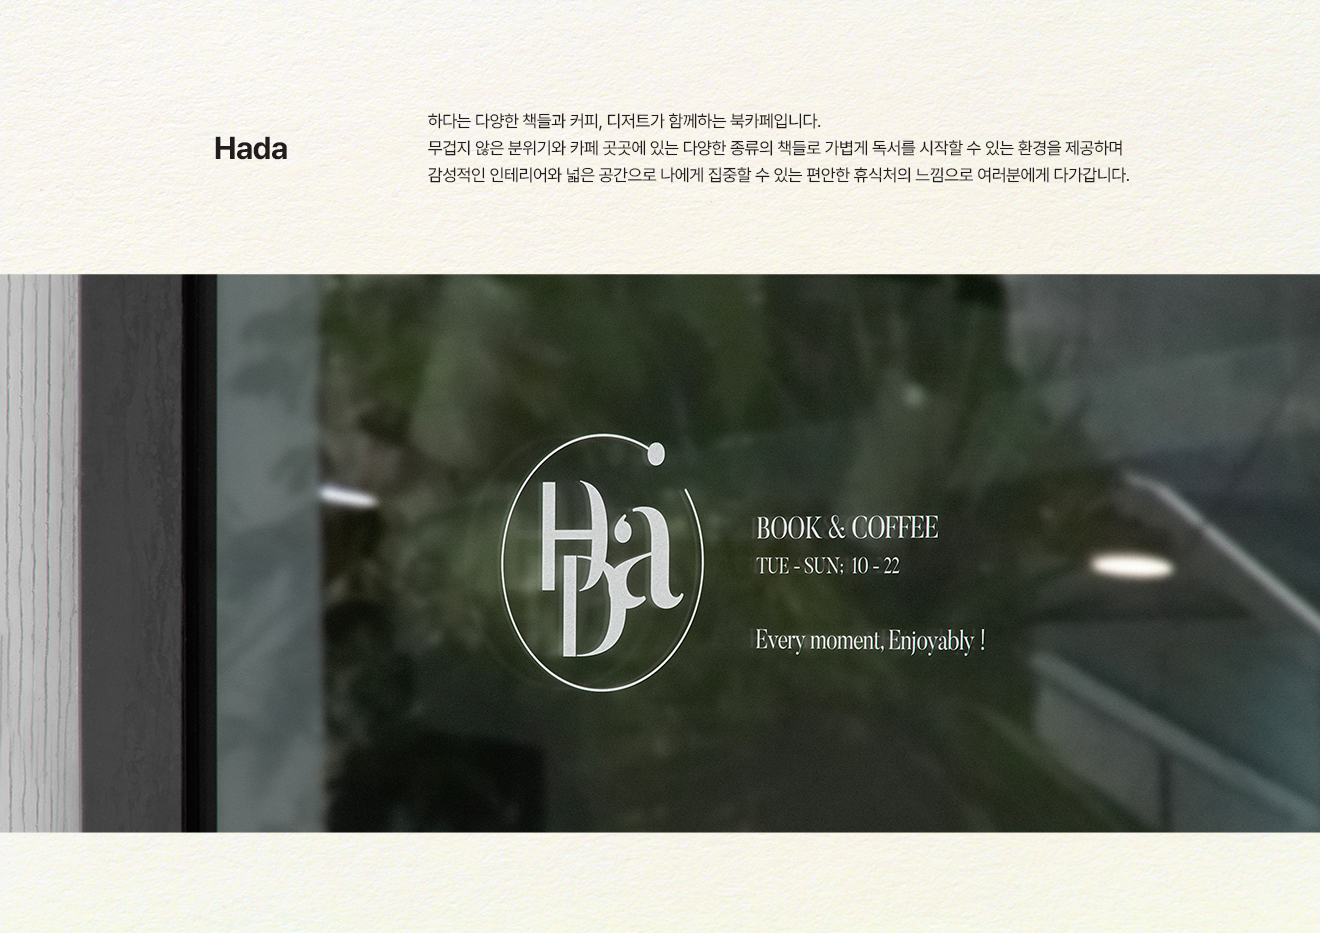 Hada
하다는 다양한 책들과 커피, 디저트가 함께하는 북카페입니다.
무겁지 않은 분위기와 카페 곳곳에 있는 다양한 종류의 책들로 가볍게 독서를 시작할 수 있는 환경을 제공하며
감성적인 인테리어와 넓은 공간으로 나에게 집중할 수 있는 편안한 휴식처의 느낌으로 여러분에게 다가갑니다.
HaDa
BOOK & COFFEE
TUE - SUN; 10 - 22
Every moment, Enjoyably !